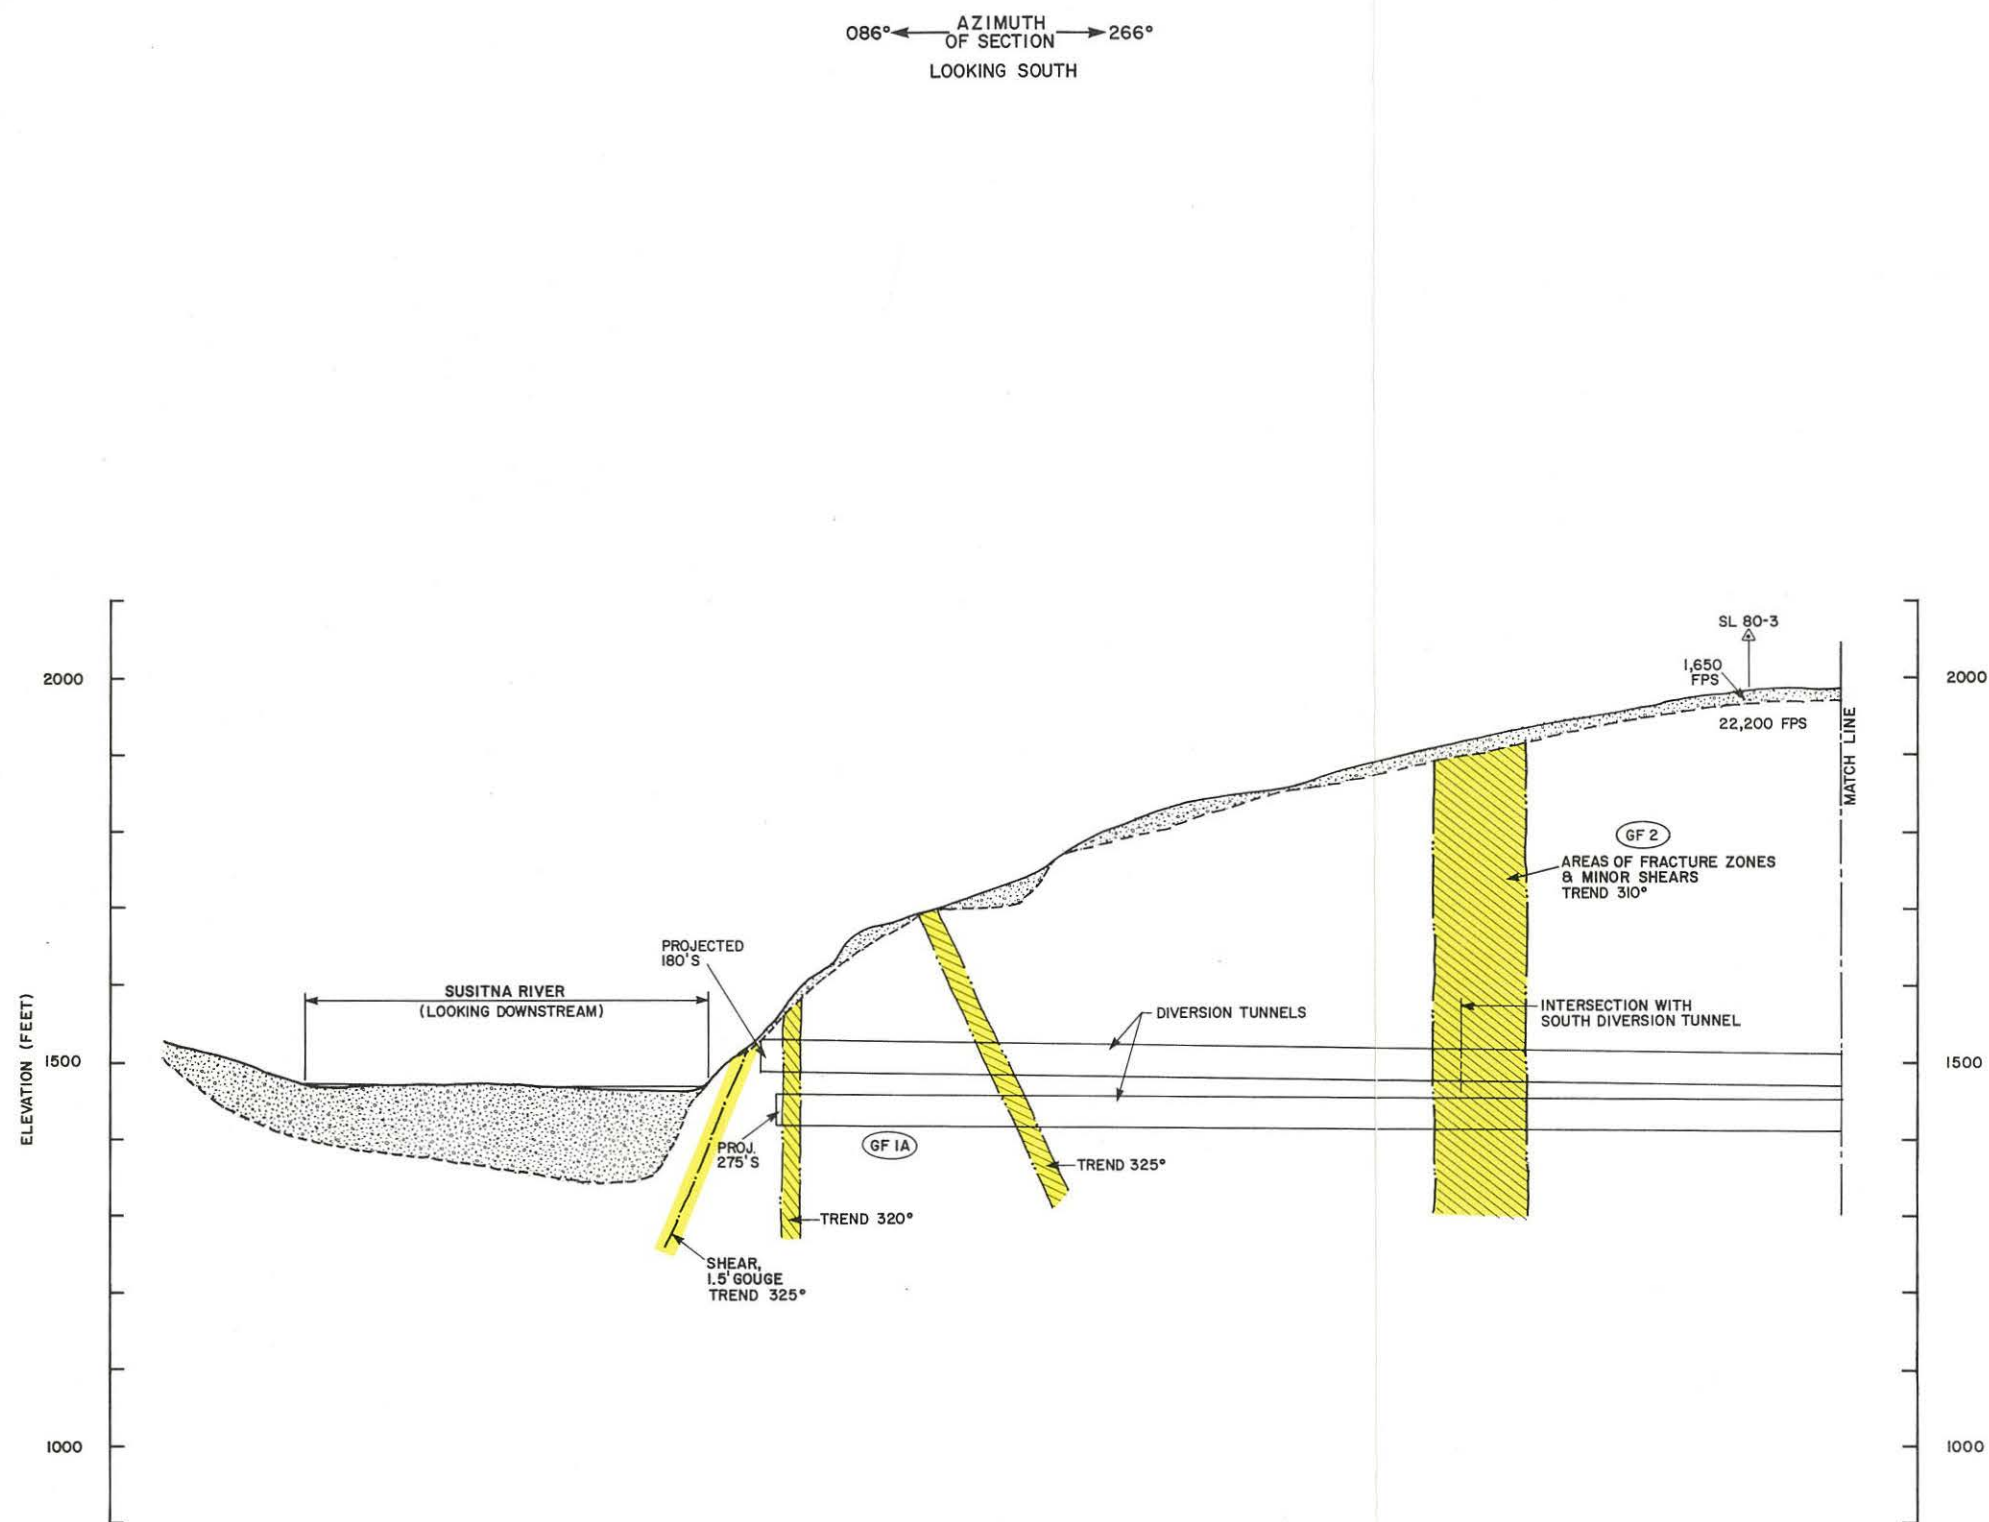 086° AZIMUTH OF SECTION 266°
LOOKING SOUTH
SL 80-3
1,650
FPS
22,200 FPS
2000
2000
MATCH LINE
GF 2
AREAS OF FRACTURE ZONES
& MINOR SHEARS
TREND 310°
PROJECTED
180'S
SUSITNA RIVER
(LOOKING DOWNSTREAM)
DIVERSION TUNNELS
INTERSECTION WITH
SOUTH DIVERSION TUNNEL
ELEVATION (FEET)
1500
1500
PROJ.
275'S
GF 1A
TREND 325°
TREND 320°
SHEAR,
1.5' GOUGE
TREND 325°
1000
1000